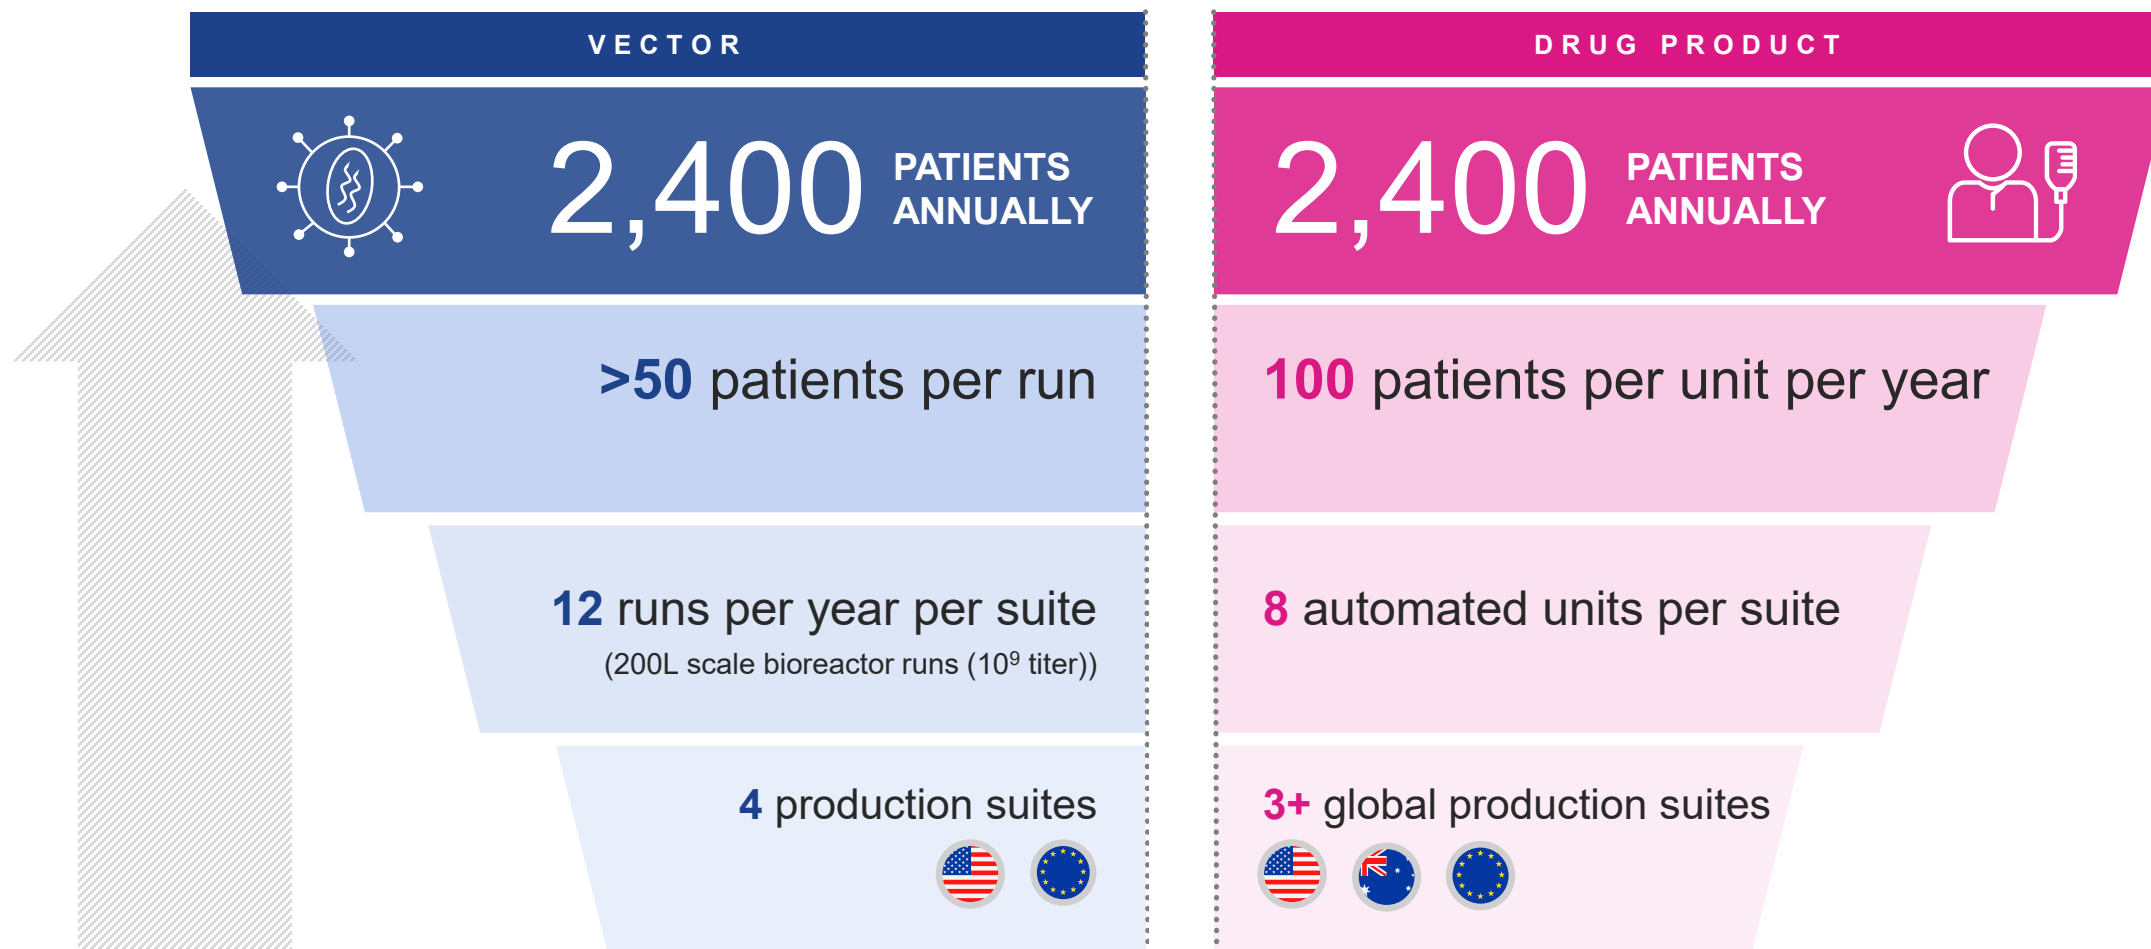 VECTOR
2,400 PATIENTS
ANNUALLY
>50 patients per run
12 runs per year per suite
(200L scale bioreactor runs (10⁹ titer))
4 production suites
DRUG PRODUCT
2,400 PATIENTS
ANNUALLY
100 patients per unit per year
8 automated units per suite
3+ global production suites